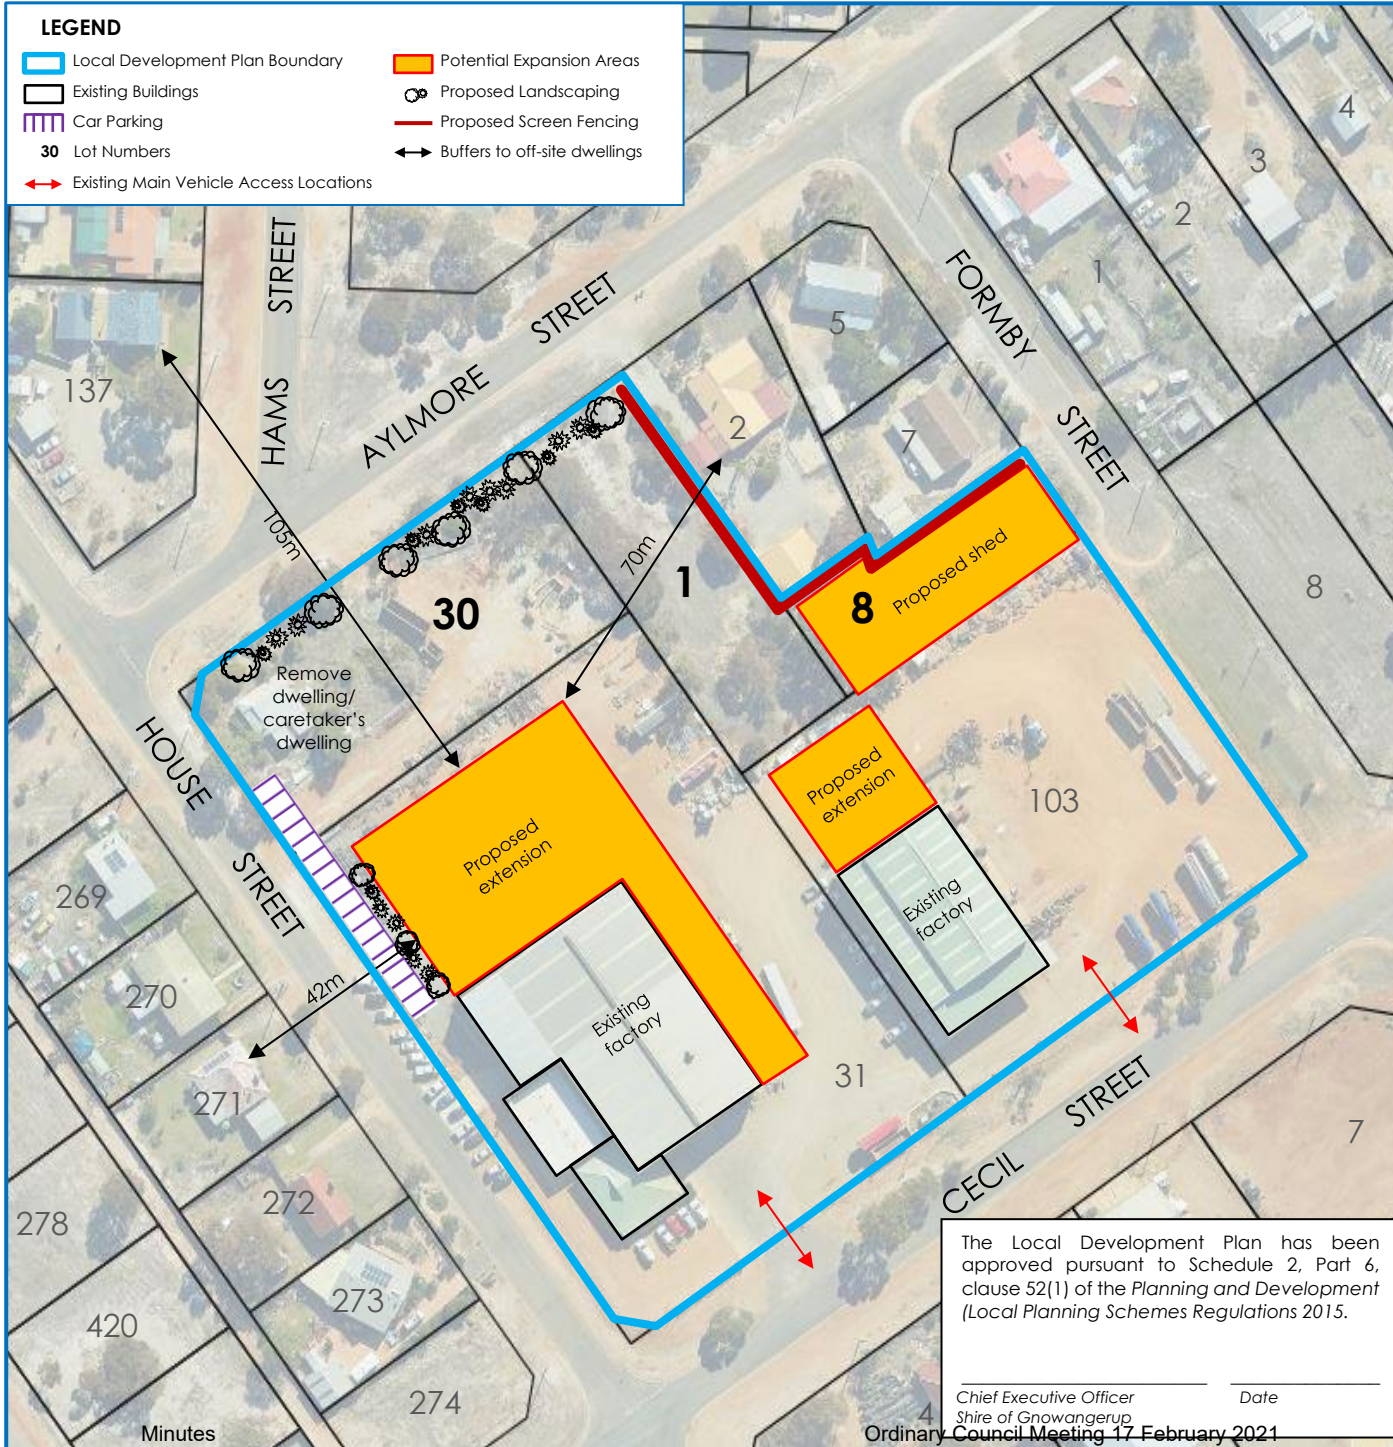 LEGEND
Local Development Plan Boundary
Existing Buildings
Car Parking
30 Lot Numbers
Existing Main Vehicle Access Locations
Potential Expansion Areas
Proposed Landscaping
Proposed Screen Fencing
Buffers to off-site dwellings
4
3
2
1
HAMS STREET
AYLMORE STREET
FORMBY STREET
137
5
2
7
105m
70m
30
1
8
Proposed shed
8
Remove
dwelling/
caretaker's
dwelling
HOUSE STREET
Proposed
extension
Proposed
extension
103
Existing
factory
269
270
42m
271
Existing
factory
31
CECIL STREET
7
272
278
273
420
274
4
The Local Development Plan has been
approved pursuant to Schedule 2, Part 6,
clause 52(1) of the Planning and Development
(Local Planning Schemes Regulations 2015.
Chief Executive Officer
Shire of Gnowangerup
Date
Minutes
Ordinary Council Meeting 17 February 2021